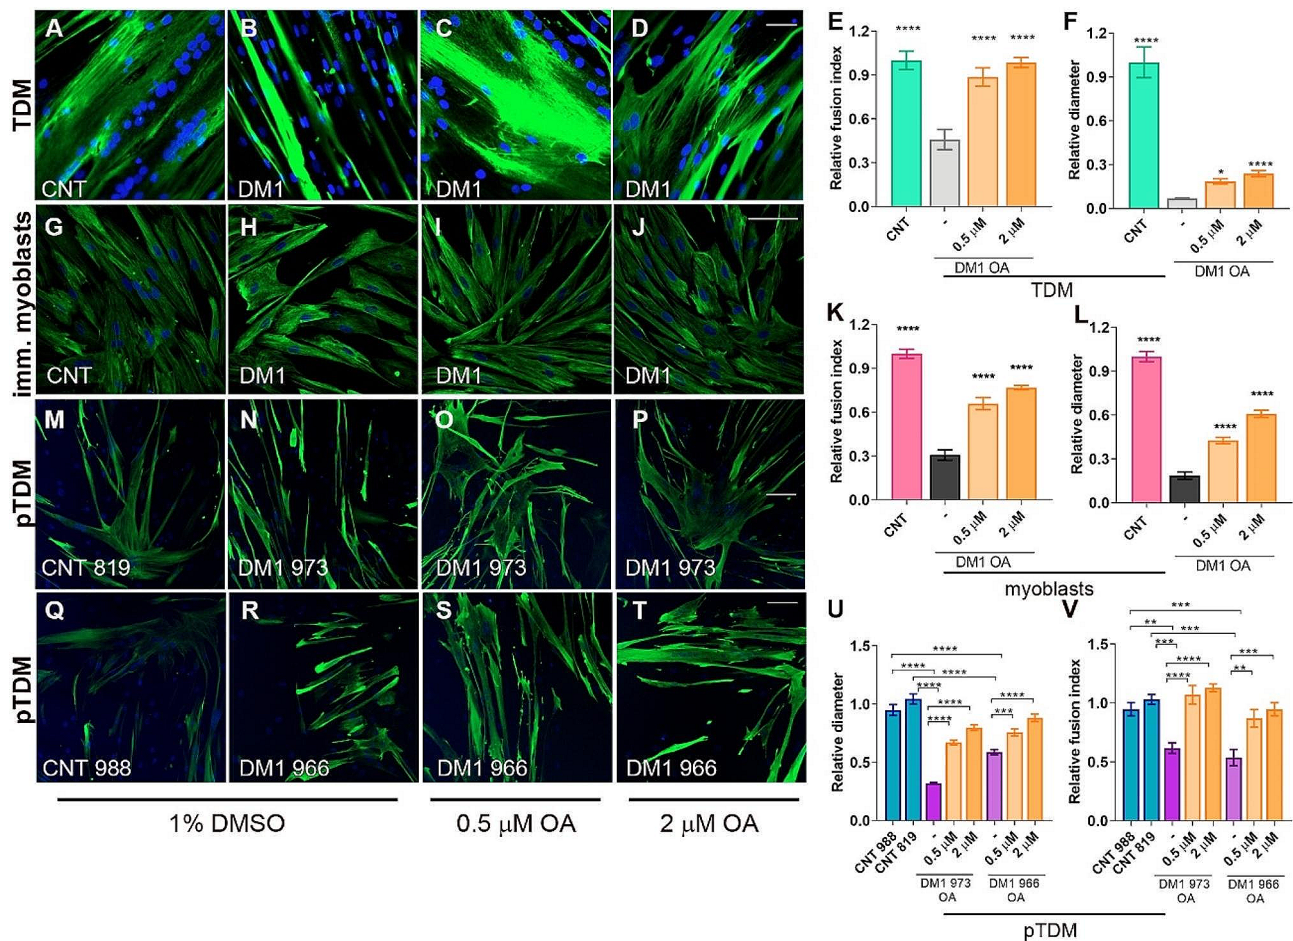 A B C D
TDM
CNT DM1 DM1 DM1
G H I J
imm. myoblasts
CNT DM1 DM1 DM1
M N O P
pTDM
CNT 819 DM1 973 DM1 973 DM1 973
Q R S T
pTDM
CNT 988 DM1 966 DM1 966 DM1 966
1% DMSO 0.5 µM OA 2 µM OA
E
Relative fusion index
1.2
0.9
0.6
0.3
0.0
**** **** ****
CNT - 0.5 µM 2 µM
DM1 OA
F
Relative diameter
1.2
0.9
0.6
0.3
0.0
**** * ****
CNT - 0.5 µM 2 µM
DM1 OA
TDM
K
Relative fusion index
1.2
0.9
0.6
0.3
0.0
**** **** ****
CNT - 0.5 µM 2 µM
DM1 OA
L
Relative diameter
1.2
0.9
0.6
0.3
0.0
**** **** ****
CNT - 0.5 µM 2 µM
DM1 OA
myoblasts
U
Relative diameter
1.5
1.0
0.5
0.0
****
**** ****
**** **** ****
**** ***
CNT 988 CNT 819 - 0.5 µM 2 µM - 0.5 µM 2 µM
DM1 973 DM1 966
OA OA
V
Relative fusion index
1.5
1.0
0.5
0.0
***
** ***
*** **** ***
**** **
CNT 988 CNT 819 - 0.5 µM 2 µM - 0.5 µM 2 µM
DM1 973 DM1 966
OA OA
pTDM